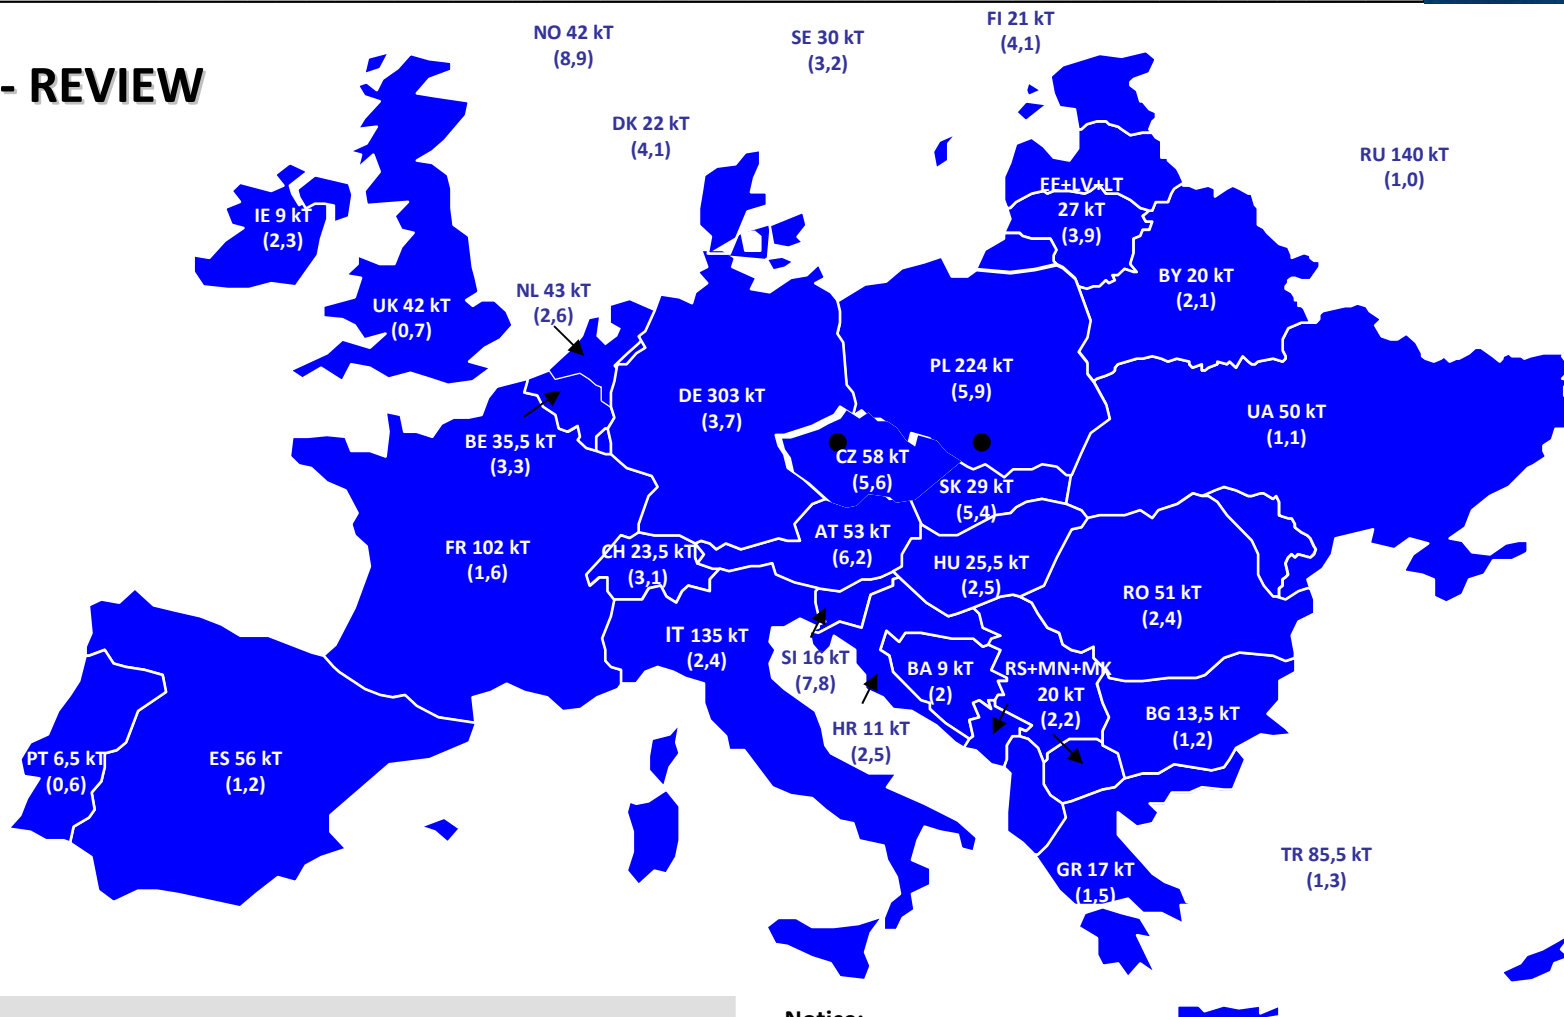 - REVIEW
NO 42 kT
(8,9)
SE 30 kT
(3,2)
FI 21 kT
(4,1)
DK 22 kT
(4,1)
RU 140 kT
(1,0)
EE+LV+LT
27 kT
(3,9)
IE 9 kT
(2,3)
BY 20 kT
(2,1)
UK 42 kT
(0,7)
NL 43 kT
(2,6)
DE 303 kT
(3,7)
PL 224 kT
(5,9)
UA 50 kT
(1,1)
BE 35,5 kT
(3,3)
CZ 58 kT
(5,6)
SK 29 kT
(5,4)
AT 53 kT
(6,2)
FR 102 kT
(1,6)
CH 23,5 kT
(3,1)
HU 25,5 kT
(2,5)
RO 51 kT
(2,4)
IT 135 kT
(2,4)
SI 16 kT
(7,8)
BA 9 kT
(2)
RS+MN+MK
20 kT
(2,2)
HR 11 kT
(2,5)
BG 13,5 kT
(1,2)
PT 6,5 kT
(0,6)
ES 56 kT
(1,2)
GR 17 kT
(1,5)
TR 85,5 kT
(1,3)
Notice: